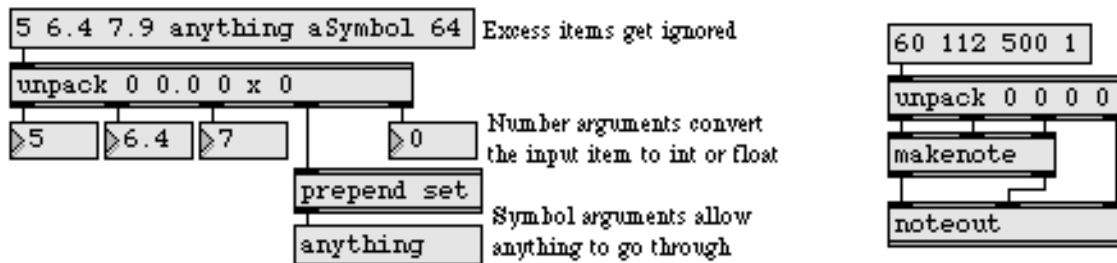 5 6.4 7.9 anything aSymbol 64
Excess items get ignored
unpack 0 0.0 0 x 0
5
6.4
7
0
Number arguments convert
the input item to int or float
prepend set
Symbol arguments allow
anything to go through
anything
60 112 500 1
unpack 0 0 0 0
makenote
noteout